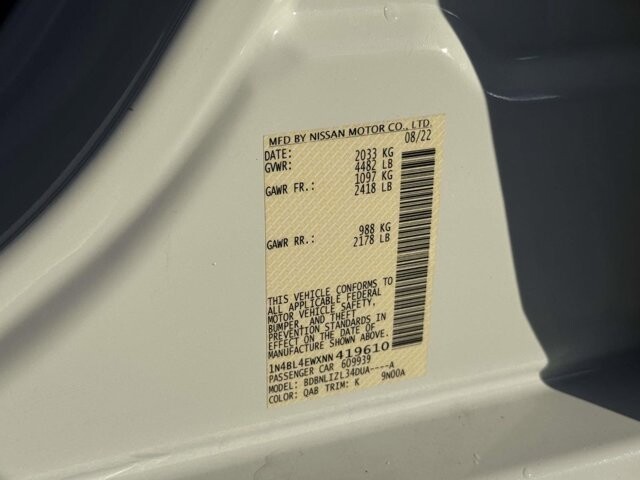 MFD BY NISSAN MOTOR CO., LTD.
DATE: 08/22
GVWR: 2033 KG
4482 LB
GAWR FR.: 1097 KG
2418 LB
GAWR RR.: 988 KG
2178 LB
THIS VEHICLE CONFORMS TO
ALL APPLICABLE FEDERAL
MOTOR VEHICLE SAFETY,
BUMPER, AND THEFT
PREVENTION STANDARDS IN
EFFECT ON THE DATE OF
MANUFACTURE
1N4BL4EWXNN419610
PASSENGER CAR 609939
MODEL: BDBNLIZL34DUA----A
COLOR: QAB TRIM: K 9N00A